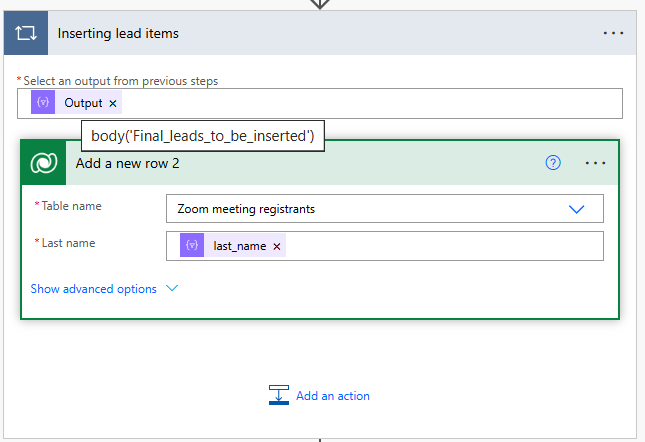 Inserting lead items
* Select an output from previous steps
{v} Output ×
body('Final_leads_to_be_inserted')
Add a new row 2
?
* Table name
Zoom meeting registrants
* Last name
{v} last_name ×
Show advanced options
Add an action